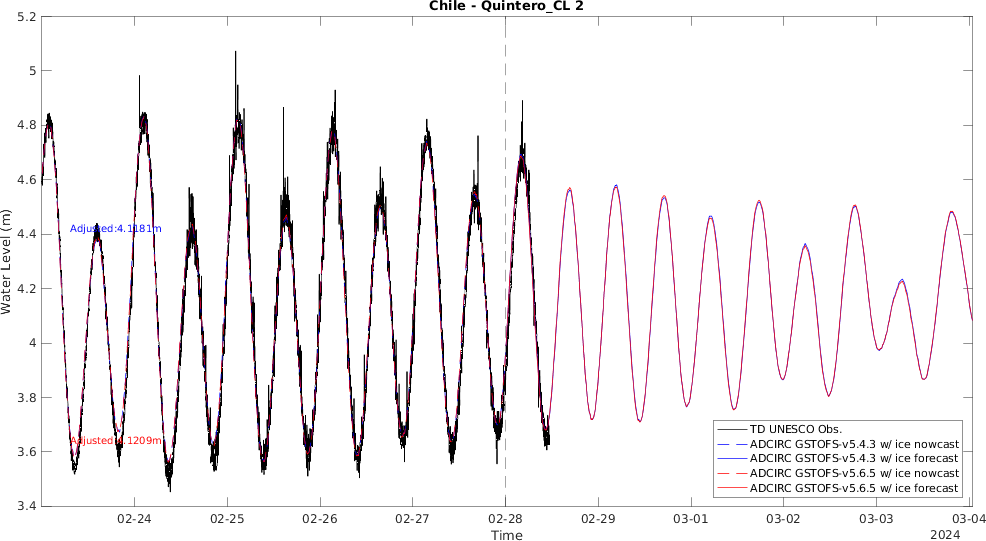 Chile - Quintero_CL 2
5.2
5
4.8
4.6
4.4
4.2
4
3.8
3.6
3.4
Water Level (m)
Adjusted:4.1181m
Adjusted:4.1209m
TD UNESCO Obs.
ADCIRC GSTOFS-v5.4.3 w/ ice nowcast
ADCIRC GSTOFS-v5.4.3 w/ ice forecast
ADCIRC GSTOFS-v5.6.5 w/ ice nowcast
ADCIRC GSTOFS-v5.6.5 w/ ice forecast
02-24 02-25 02-26 02-27 02-28 02-29 03-01 03-02 03-03 03-04
Time
2024